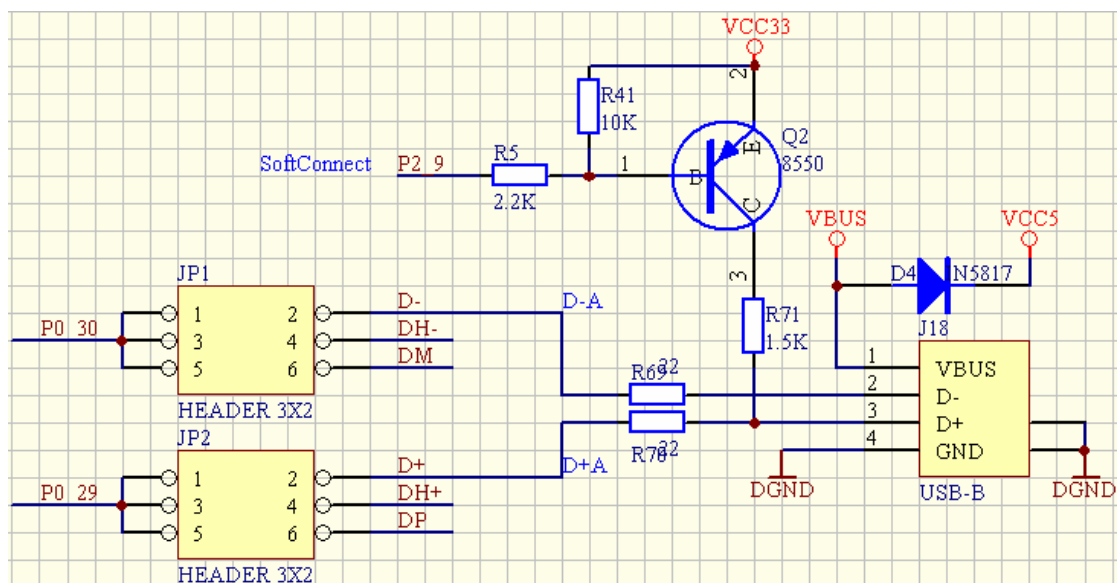 VCC33
2
R41
10K
Q2
8550
E
SoftConnect
P2_9
R5
2.2K
1
B
C
VBUS
VCC5
3
D4
N5817
JP1
D-
D-A
R71
1.5K
J18
P0_30
1 2
3 4
5 6
DH-
DM
HEADER 3X2
R69
22
1 VBUS
2 D-
3 D+
4 GND
JP2
D+
D+A
R70
22
DGND
USB-B
DGND
P0_29
1 2
3 4
5 6
DH+
DP
HEADER 3X2